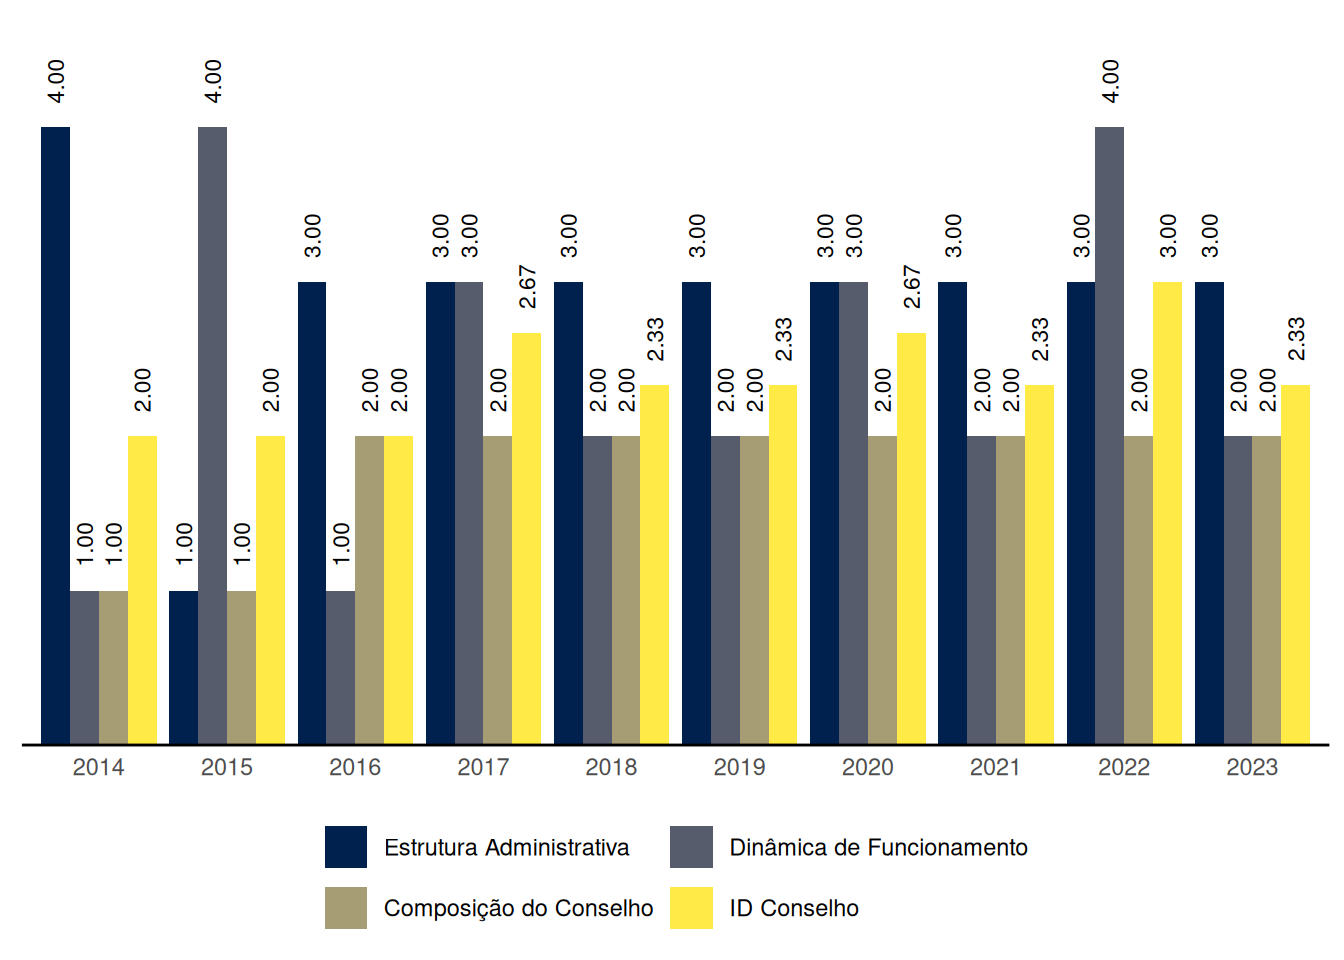 4.00 4.00 4.00
3.00 3.00 3.00 3.00 3.00 3.00 3.00 3.00 3.00 3.00 3.00
2.67 2.67
2.33 2.33 2.33 2.33
2.00 2.00 2.00 2.00 2.00 2.00 2.00 2.00 2.00 2.00 2.00 2.00 2.00 2.00 2.00
1.00 1.00 1.00 1.00 1.00
2014 2015 2016 2017 2018 2019 2020 2021 2022 2023
Estrutura Administrativa Dinâmica de Funcionamento
Composição do Conselho ID Conselho